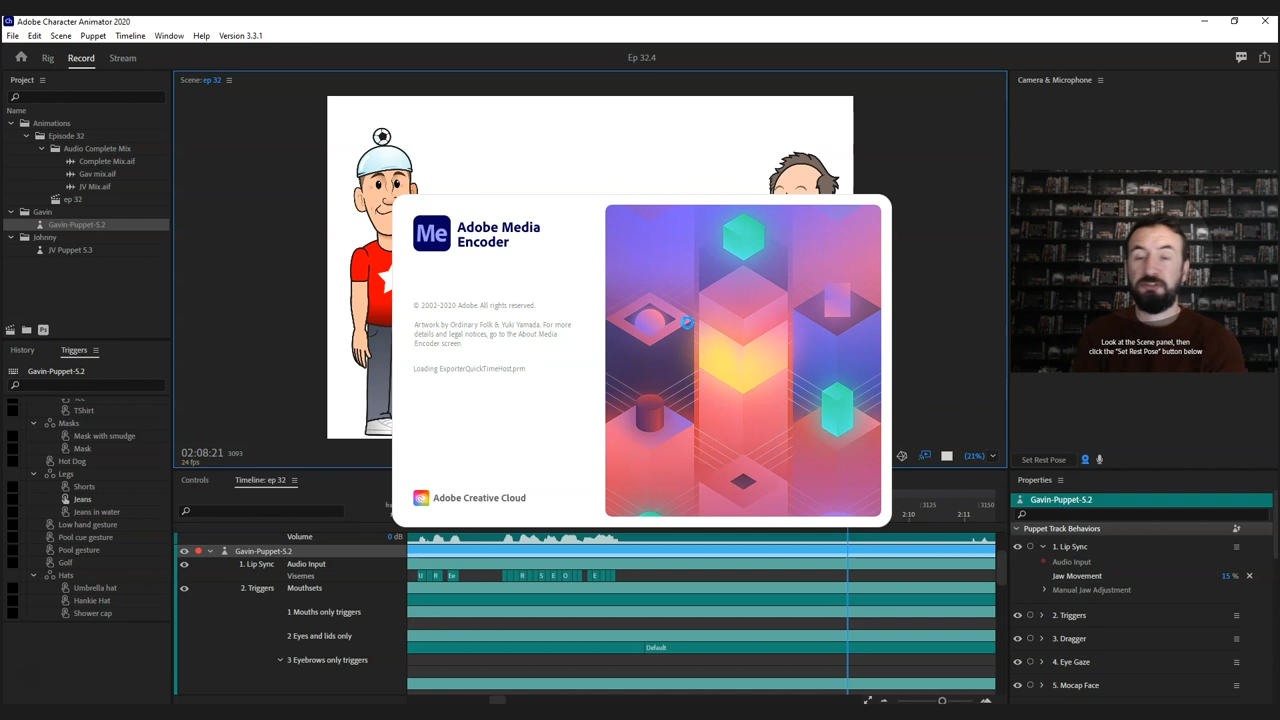 Ch Adobe Character Animator 2020
File Edit Scene Puppet Timeline Window Help Version 3.3.1
Rig Record Stream
Ep 32.4
Project
Name
Animations
Episode 32
Audio Complete Mix
Complete Mix.aif
Gav mix.aif
JV Mix.aif
ep 32
Gavin
Gavin-Puppet-5.2
Johnny
JV Puppet 5.3
Ps
History Triggers
Gavin-Puppet-5.2
TShirt
Masks
Mask with smudge
Mask
Hot Dog
Legs
Shorts
Jeans
Jeans in water
Low hand gesture
Pool cue gesture
Pool gesture
Golf
Hats
Umbrella hat
Hankie Hat
Shower cap
Scene: ep 32
Me Adobe Media
Encoder
© 2002-2020 Adobe. All rights reserved.
Artwork by Ordinary Folk & Yuki Yamada. For more
details and legal notices, go to the About Media
Encoder screen
Loading ExporterQuickTimeHost.prm
Adobe Creative Cloud
02:08:21 3093
24 fps
(21%)
Controls Timeline: ep 32
3125 3150
2:10 2:11
Volume 0 dB
Gavin-Puppet-5.2
1. Lip Sync Audio Input
Visemes U R Ee R S E O E
2. Triggers Mouthsets
1 Mouths only triggers
2 Eyes and lids only
Default
3 Eyebrows only triggers
Camera & Microphone
Look at the Scene panel, then
click the "Set Rest Pose" button below
Set Rest Pose
Properties
Gavin-Puppet-5.2
Puppet Track Behaviors
1. Lip Sync
Audio Input
Jaw Movement 15 %
Manual Jaw Adjustment
2. Triggers
3. Dragger
4. Eye Gaze
5. Mocap Face